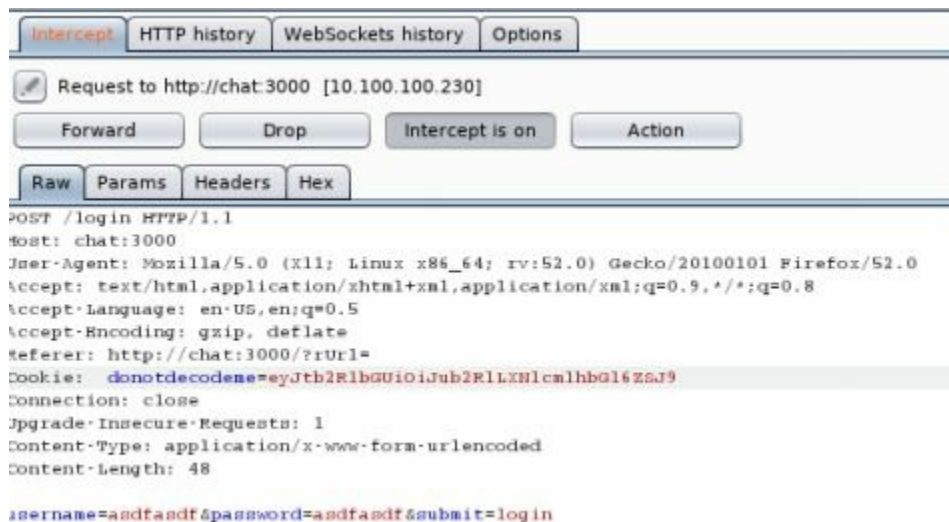 Intercept HTTP history WebSockets history Options
Request to http://chat:3000 [10.100.100.230]
Forward Drop Intercept is on Action
Raw Params Headers Hex
POST /login HTTP/1.1
Host: chat:3000
User-Agent: Mozilla/5.0 (X11; Linux x86_64; rv:52.0) Gecko/20100101 Firefox/52.0
Accept: text/html,application/xhtml+xml,application/xml;q=0.9,*/*;q=0.8
Accept-Language: en-US,en;q=0.5
Accept-Encoding: gzip, deflate
Referer: http://chat:3000/?rUrl=
Cookie: donotdecodeme=eyJtb2R1bGUiOiJub2RlLXNlcmlhbGl6ZSJ9
Connection: close
Upgrade-Insecure-Requests: 1
Content-Type: application/x-www-form-urlencoded
Content-Length: 48
username=asdfasdf&password=asdfasdf&submit=login